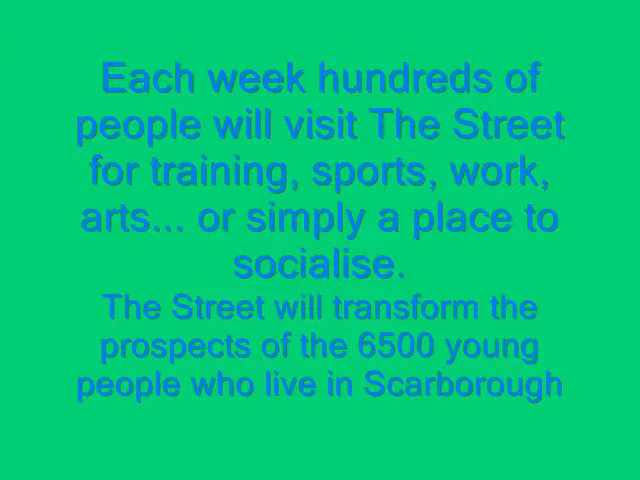 Each week hundreds of
people will visit The Street
for training, sports, work,
arts... or simply a place to
socialise.
The Street will transform the
prospects of the 6500 young
people who live in Scarborough